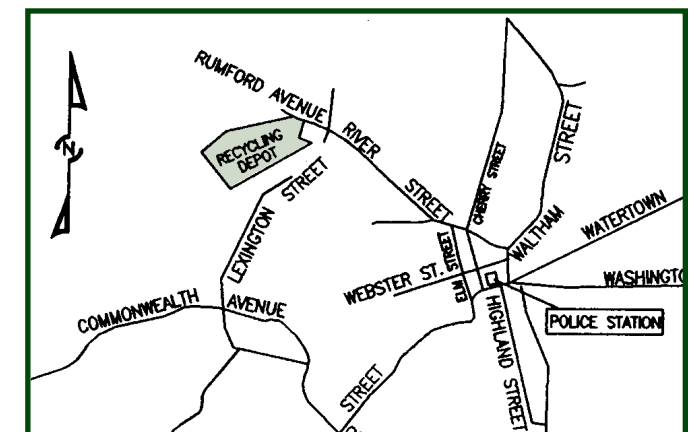 RUMFORD AVENUE
RECYCLING
DEPOT
RIVER
STREET
N
LEXINGTON
STREET
CHERRY STREET
STREET
WALTHAM
WATERTOWN
ELM STREET
WEBSTER ST.
COMMONWEALTH
AVENUE
HIGHLAND STREET
POLICE STATION
STREET